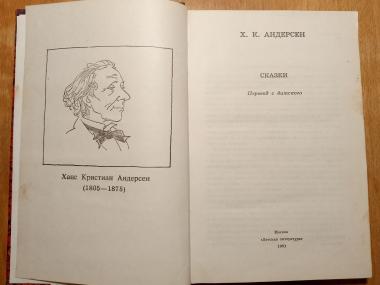 Ханс Кристиан Андерсен
(1805—1875)
Х. К. АНДЕРСЕН
СКАЗКИ
Перевод с датского
Москва
«Детская литература»